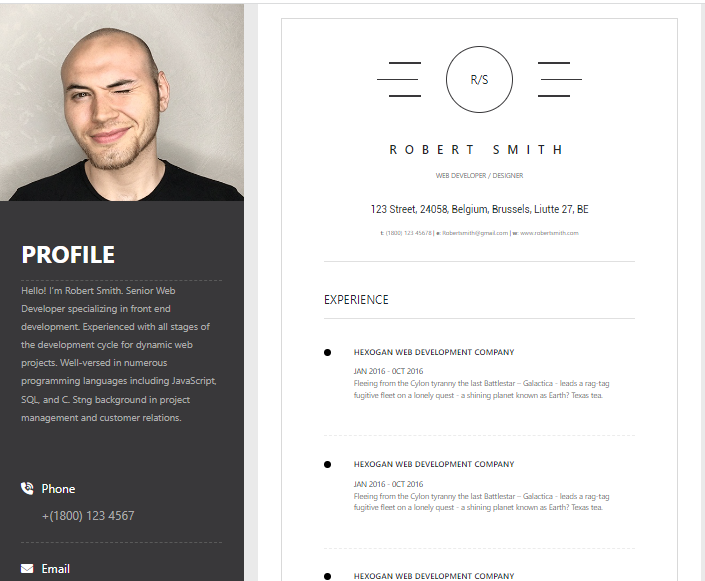 PROFILE
Hello! I'm Robert Smith. Senior Web
Developer specializing in front end
development. Experienced with all stages of
the development cycle for dynamic web
projects. Well-versed in numerous
programming languages including JavaScript,
SQL, and C. Stng background in project
management and customer relations.
Phone
+(1800) 123 4567
Email
R/S
ROBERT SMITH
WEB DEVELOPER / DESIGNER
123 Street, 24058, Belgium, Brussels, Liutte 27, BE
t: (1800) 123 45678 | e: Robertsmith@gmail.com | w: www.robertsmith.com
EXPERIENCE
HEXOGAN WEB DEVELOPMENT COMPANY
JAN 2016 - 0CT 2016
Fleeing from the Cylon tyranny the last Battlestar – Galactica - leads a rag-tag
fugitive fleet on a lonely quest - a shining planet known as Earth? Texas tea.
HEXOGAN WEB DEVELOPMENT COMPANY
JAN 2016 - 0CT 2016
Fleeing from the Cylon tyranny the last Battlestar – Galactica - leads a rag-tag
fugitive fleet on a lonely quest - a shining planet known as Earth? Texas tea.
HEXOGAN WEB DEVELOPMENT COMPANY